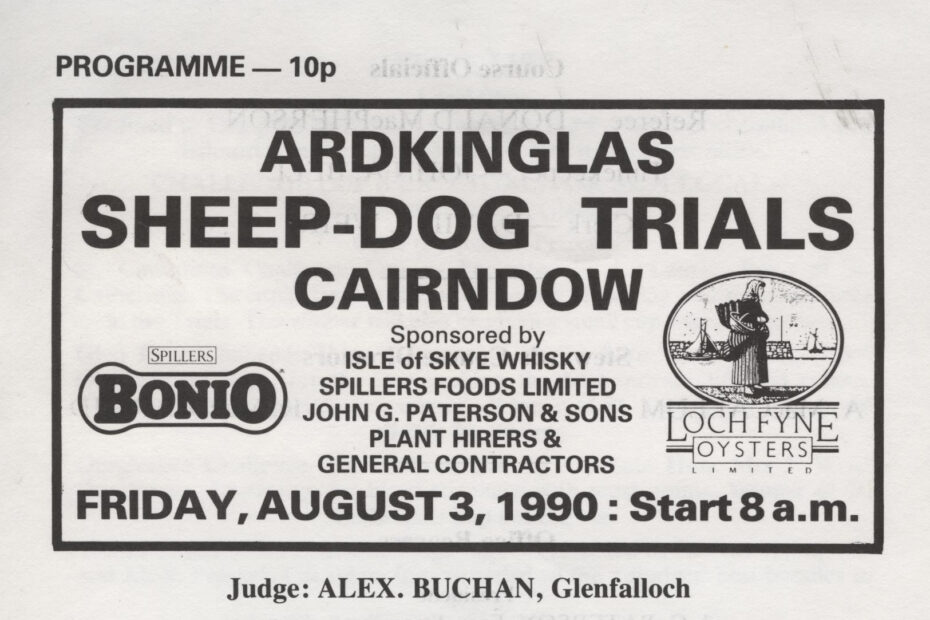 PROGRAMME — 10p
ARDKINGLAS
SHEEP-DOG TRIALS
CAIRNDOW
Sponsored by
ISLE of SKYE WHISKY
SPILLERS FOODS LIMITED
JOHN G. PATERSON & SONS
PLANT HIRERS &
GENERAL CONTRACTORS
SPILLERS
BONIO
LOCH FYNE
OYSTERS
LIMITED
FRIDAY, AUGUST 3, 1990 : Start 8 a.m.
Judge: ALEX. BUCHAN, Glenfalloch